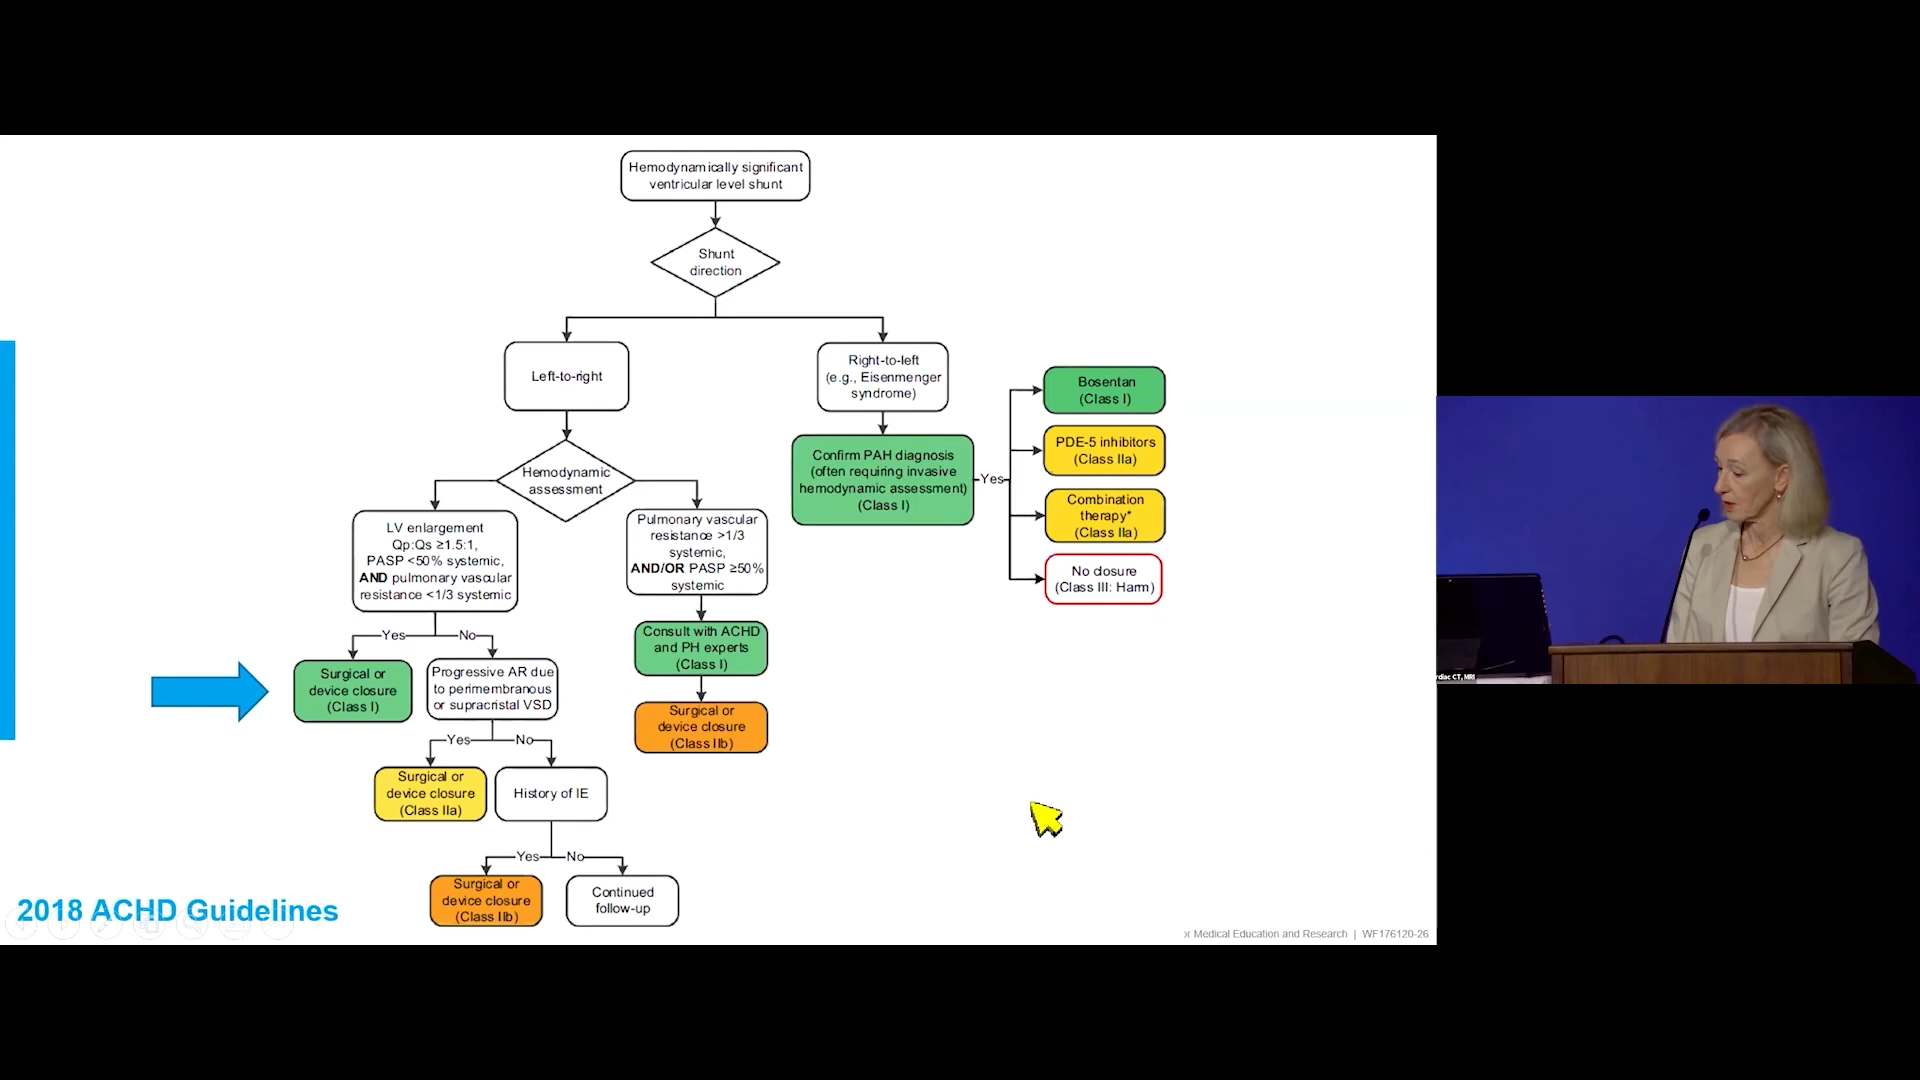 Hemodynamically significant
ventricular level shunt
Shunt
direction
Left-to-right
Right-to-left
(e.g., Eisenmenger
syndrome)
Bosentan
(Class I)
PDE-5 inhibitors
(Class IIa)
Combination
therapy*
(Class IIa)
No closure
(Class III: Harm)
Confirm PAH diagnosis
(often requiring invasive
hemodynamic assessment)
(Class I)
Yes
Hemodynamic
assessment
LV enlargement
Qp:Qs ≥1.5:1,
PASP <50% systemic,
AND pulmonary vascular
resistance <1/3 systemic
Pulmonary vascular
resistance >1/3
systemic,
AND/OR PASP ≥50%
systemic
Yes
No
Consult with ACHD
and PH experts
(Class I)
Surgical or
device closure
(Class I)
Progressive AR due
to perimembranous
or supracristal VSD
Surgical or
device closure
(Class IIb)
Yes
No
Surgical or
device closure
(Class IIa)
History of IE
Yes
No
Surgical or
device closure
(Class IIb)
Continued
follow-up
2018 ACHD Guidelines
or Medical Education and Research | WF176120-26
rdiac CT, MRI